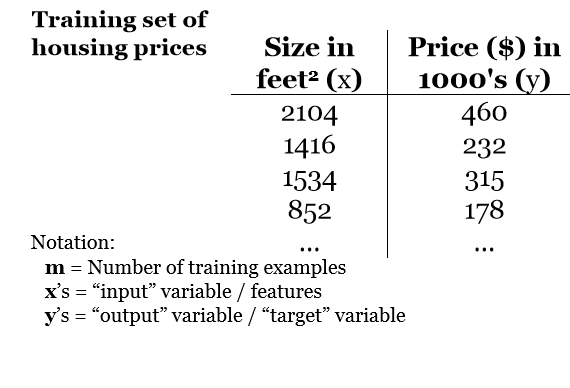 Training set of
housing prices
Size in
feet² (x)
Price ($) in
1000's (y)
2104 460
1416 232
1534 315
852 178
... ...
Notation:
m = Number of training examples
x’s = “input” variable / features
y’s = “output” variable / “target” variable